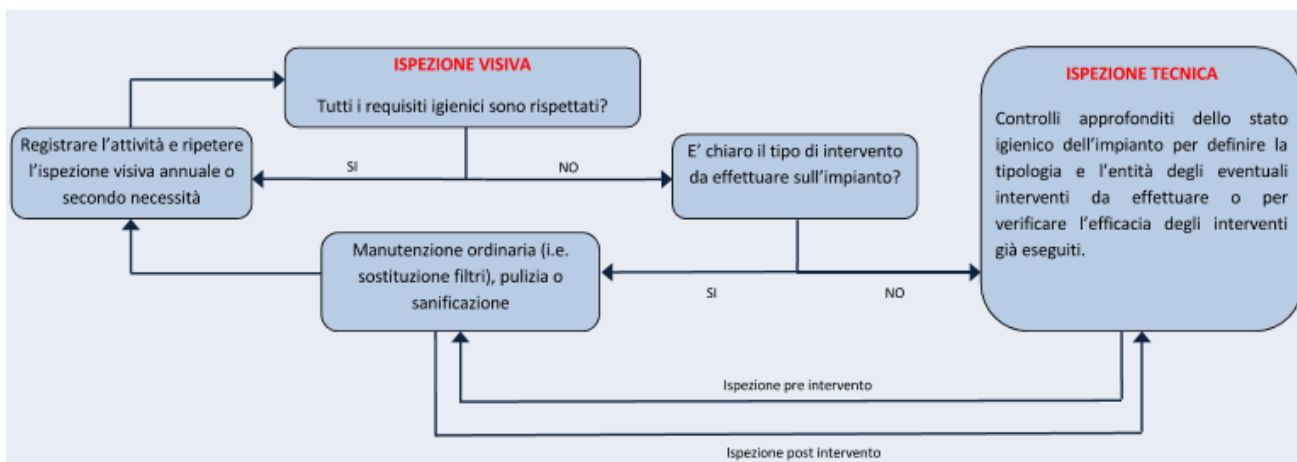 ISPEZIONE VISIVA
Tutti i requisiti igienici sono rispettati?
Registrare l'attività e ripetere
l'ispezione visiva annuale o
secondo necessità
SI
NO
E' chiaro il tipo di intervento
da effettuare sull'impianto?
ISPEZIONE TECNICA
Controlli approfonditi dello stato
igienico dell'impianto per definire la
tipologia e l'entità degli eventuali
interventi da effettuare o per
verificare l'efficacia degli interventi
già eseguiti.
Manutenzione ordinaria (i.e.
sostituzione filtri), pulizia o
sanificazione
SI
NO
Ispezione pre intervento
Ispezione post intervento